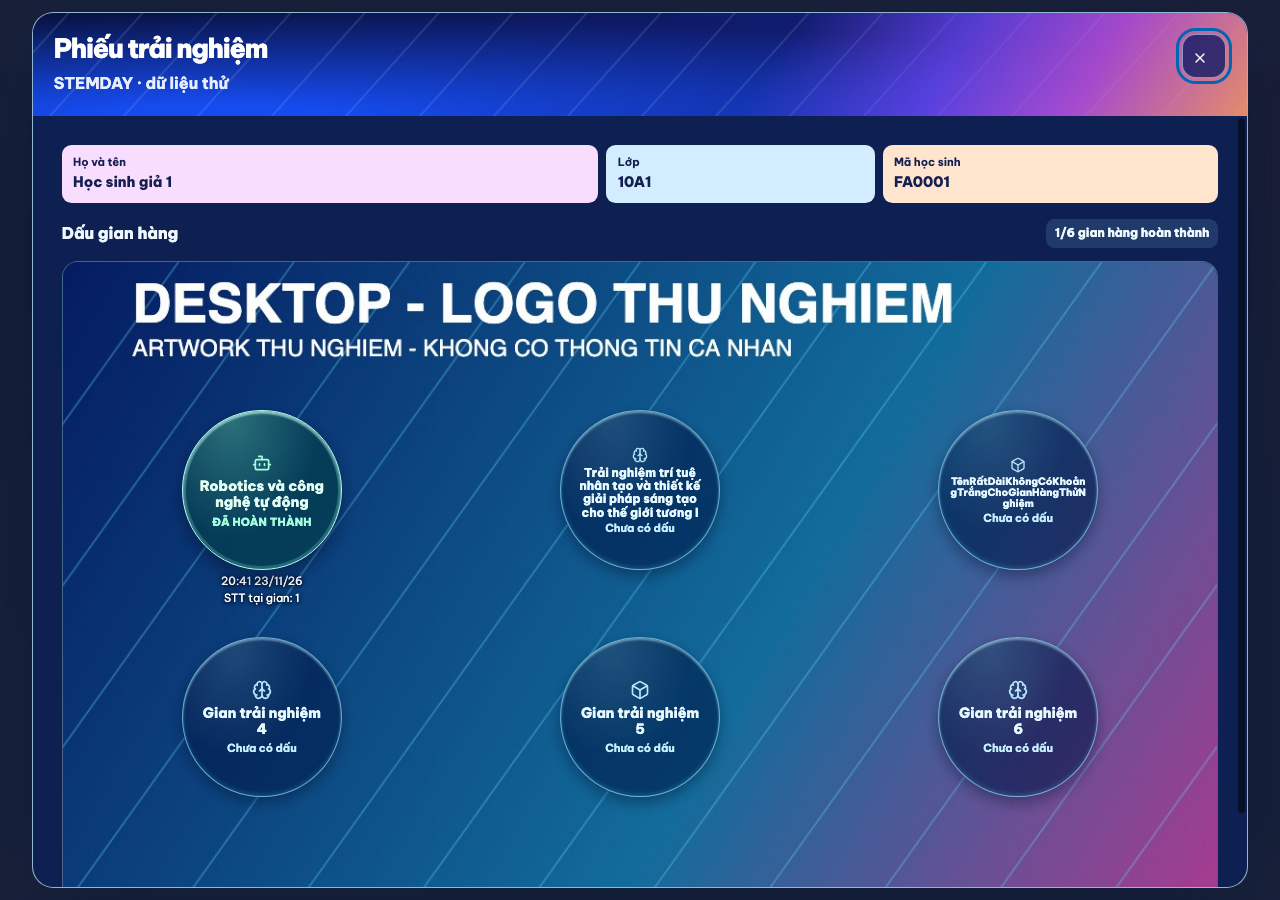 Phiếu trải nghiệm
STEMDAY · dữ liệu thử
×
Họ và tên
Học sinh giả 1
Lớp
10A1
Mã học sinh
FA0001
Dấu gian hàng
1/6 gian hàng hoàn thành
DESKTOP - LOGO THU NGHIEM
ARTWORK THU NGHIEM - KHONG CO THONG TIN CA NHAN
Robotics và công
nghệ tự động
ĐÃ HOÀN THÀNH
20:41 23/11/26
STT tại gian: 1
Trải nghiệm trí tuệ
nhân tạo và thiết kế
giải pháp sáng tạo
cho thế giới tương l
Chưa có dấu
TênRấtDàiKhôngCóKhoản
gTrắngChoGianHàngThửN
ghiệm
Chưa có dấu
Gian trải nghiệm
4
Chưa có dấu
Gian trải nghiệm
5
Chưa có dấu
Gian trải nghiệm
6
Chưa có dấu